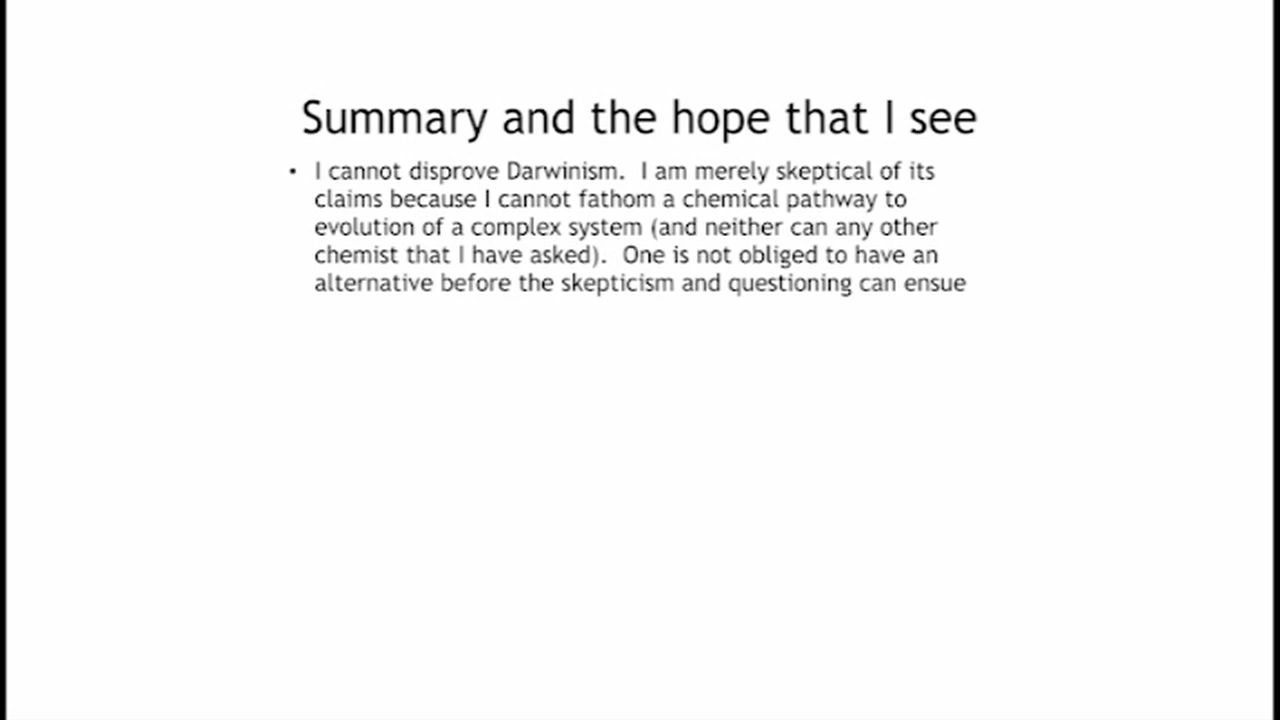 Summary and the hope that I see
• I cannot disprove Darwinism. I am merely skeptical of its
claims because I cannot fathom a chemical pathway to
evolution of a complex system (and neither can any other
chemist that I have asked). One is not obliged to have an
alternative before the skepticism and questioning can ensue